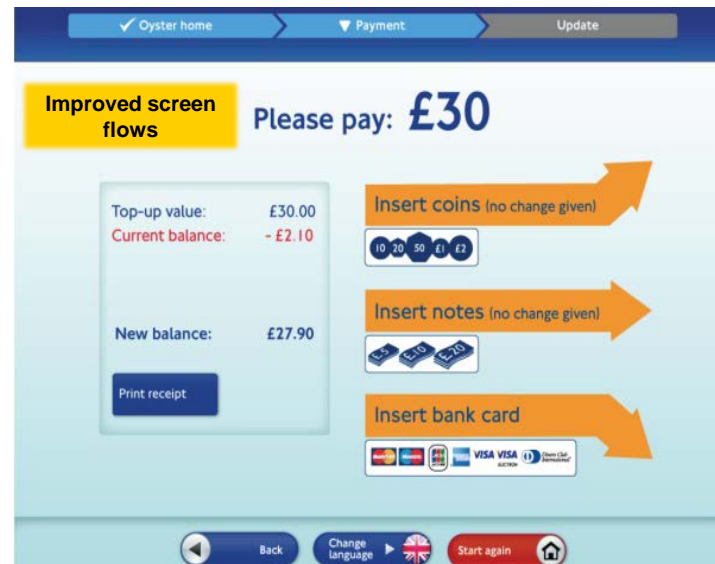 Oyster home
Payment
Update
Improved screen
flows
Please pay: £30
Top-up value: £30.00
Current balance: - £2.10
New balance: £27.90
Print receipt
Insert coins (no change given)
10 20 50 £1 £2
Insert notes (no change given)
£5 £10 £20
Insert bank card
VISA VISA
Back
Change
language
Start again